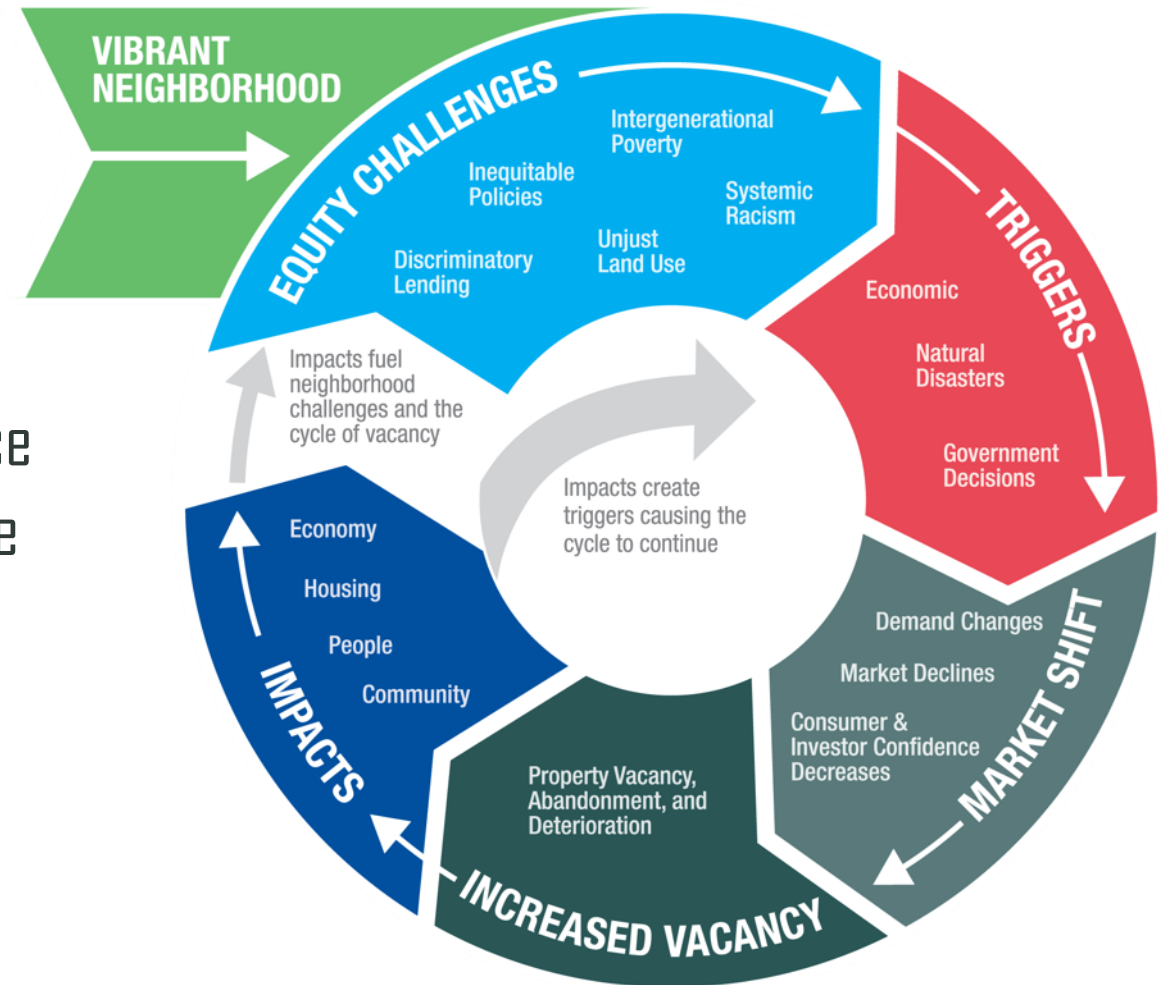 VIBRANT
NEIGHBORHOOD
EQUITY CHALLENGES
Intergenerational
Poverty
Inequitable
Policies
Systemic
Racism
Unjust
Land Use
Discriminatory
Lending
TRIGGERS
Economic
Natural
Disasters
Government
Decisions
MARKET SHIFT
Demand Changes
Market Declines
Consumer &
Investor Confidence
Decreases
INCREASED VACANCY
Property Vacancy,
Abandonment, and
Deterioration
IMPACTS
Economy
Housing
People
Community
Impacts fuel
neighborhood
challenges and the
cycle of vacancy
Impacts create
triggers causing the
cycle to continue